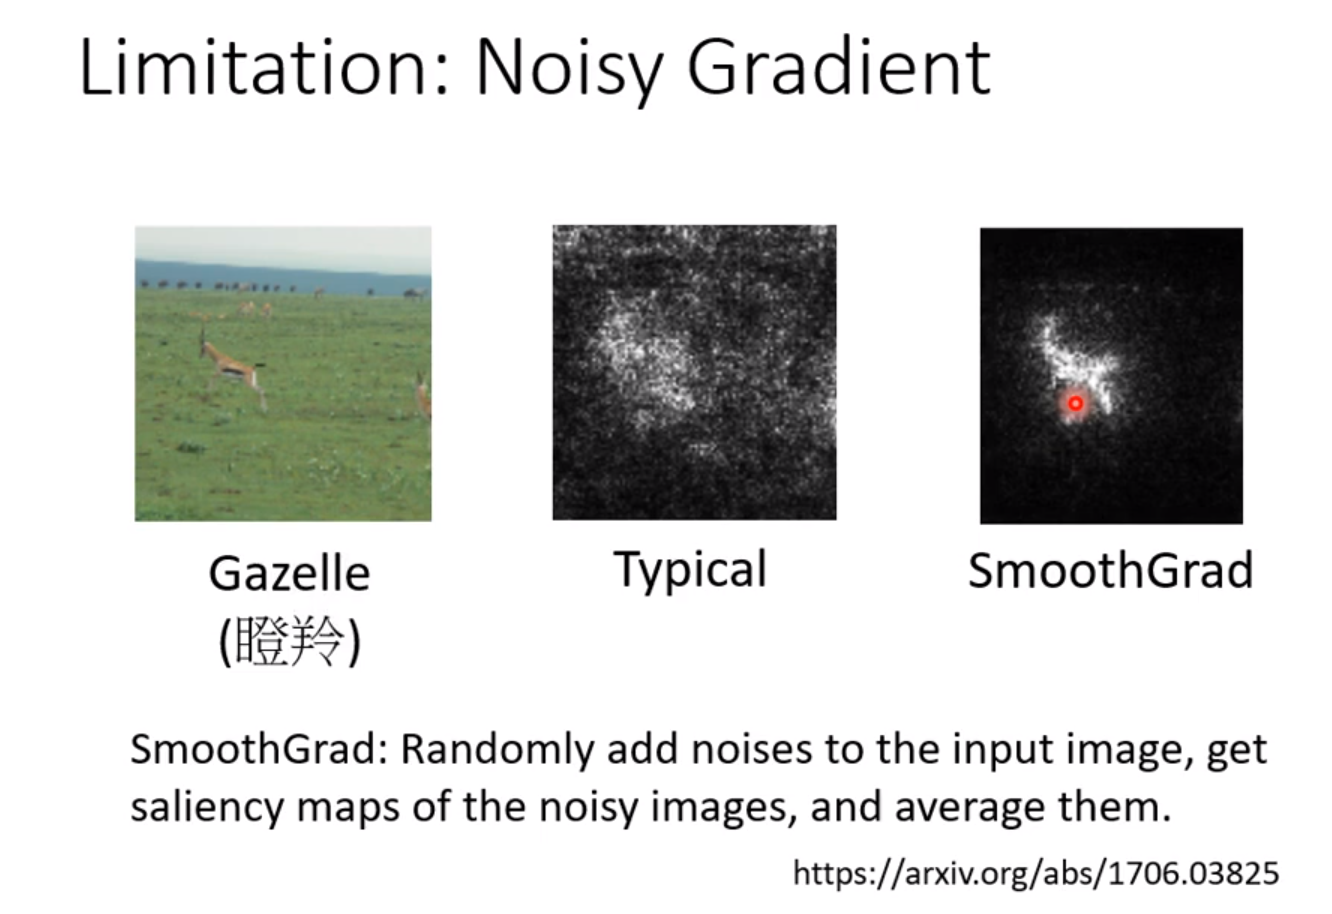 Limitation: Noisy Gradient
Gazelle
(瞪羚)
Typical
SmoothGrad
SmoothGrad: Randomly add noises to the input image, get
saliency maps of the noisy images, and average them.
https://arxiv.org/abs/1706.03825